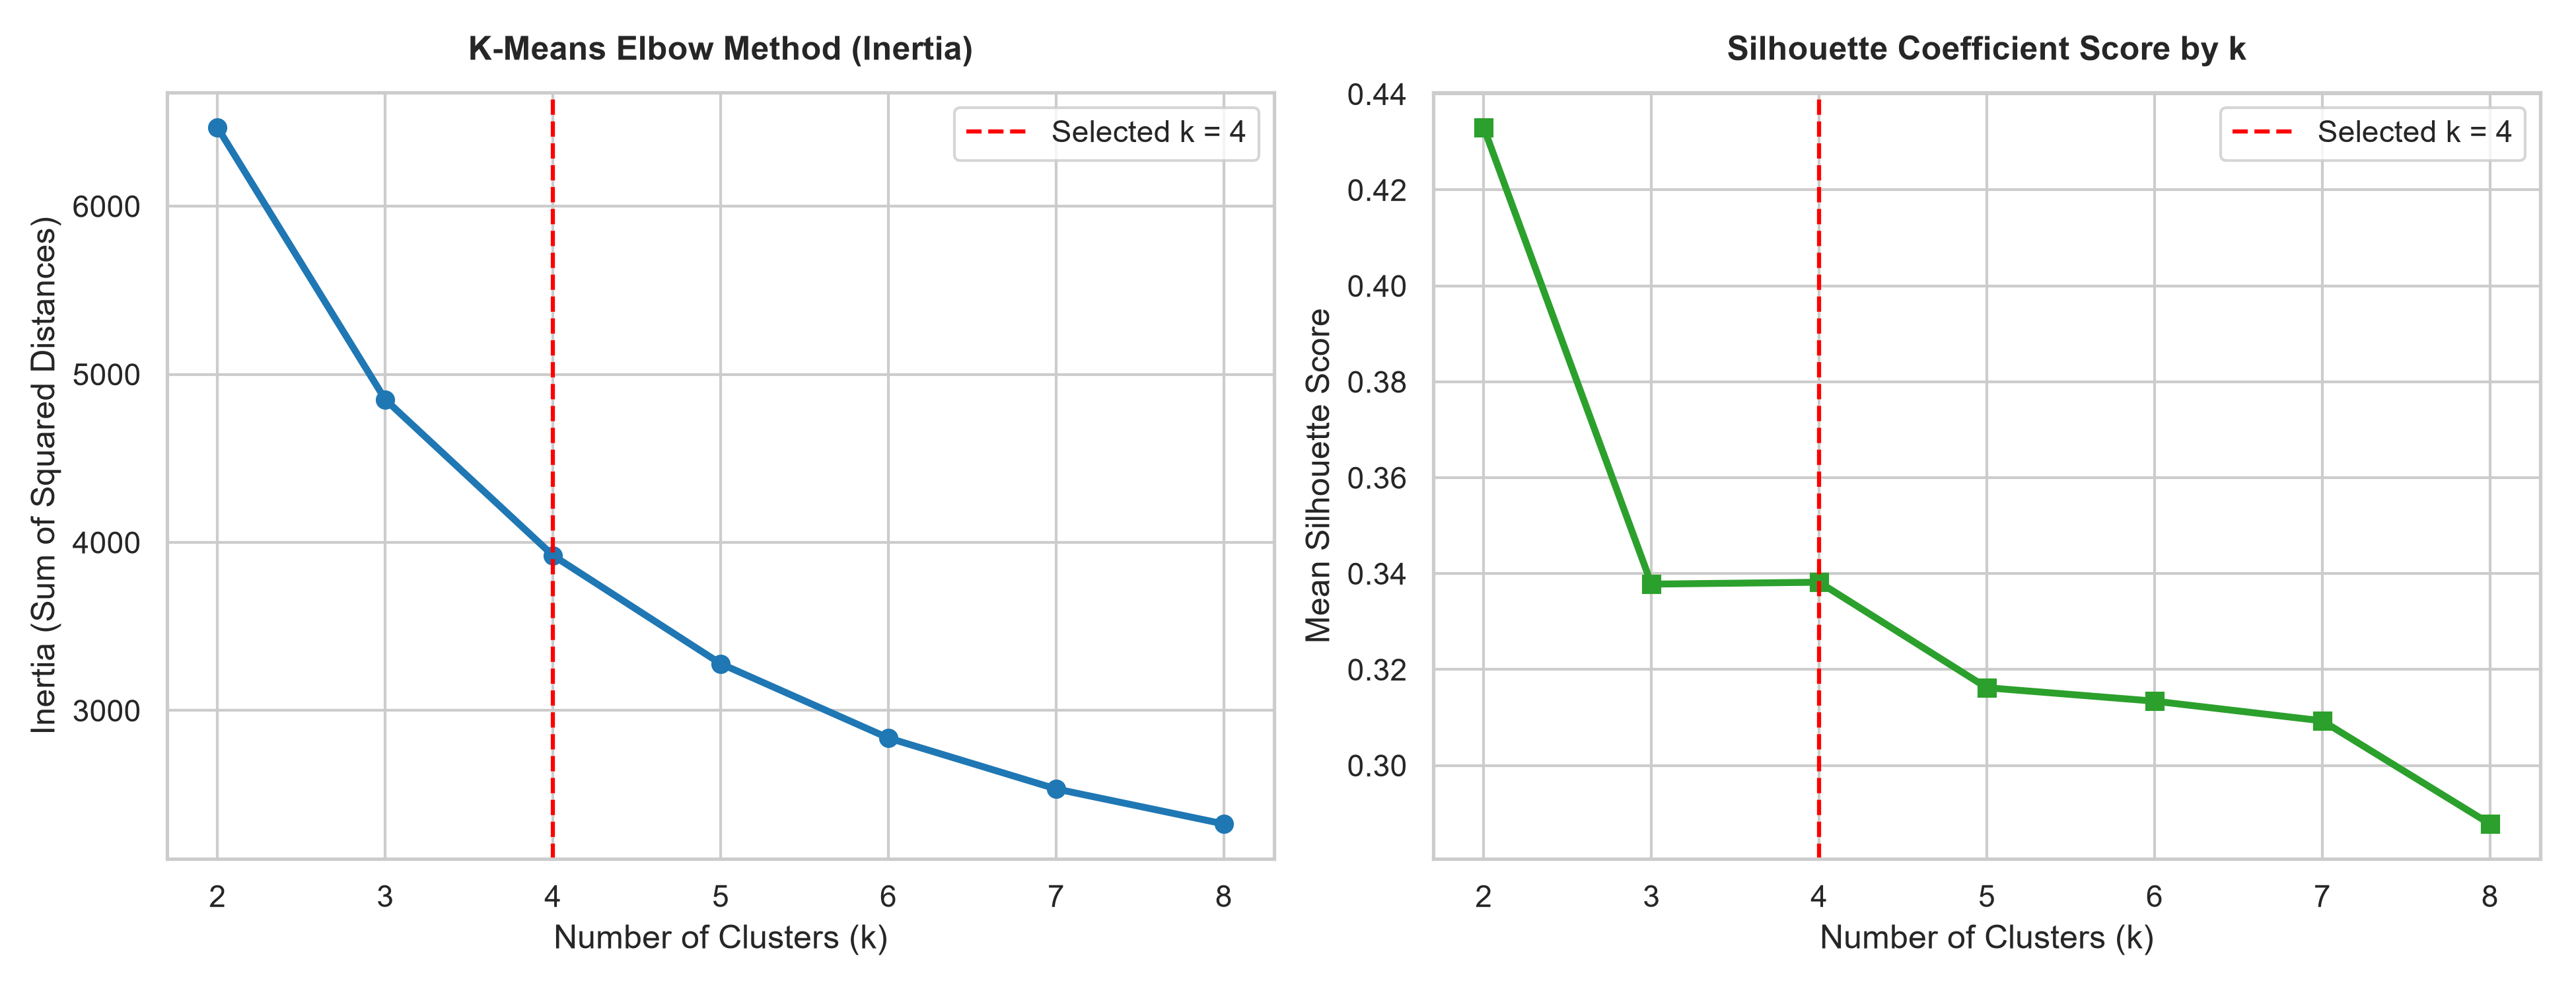 K-Means Elbow Method (Inertia)
Selected k = 4
Inertia (Sum of Squared Distances)
6000
5000
4000
3000
2 3 4 5 6 7 8
Number of Clusters (k)
Silhouette Coefficient Score by k
Selected k = 4
Mean Silhouette Score
0.44
0.42
0.40
0.38
0.36
0.34
0.32
0.30
2 3 4 5 6 7 8
Number of Clusters (k)